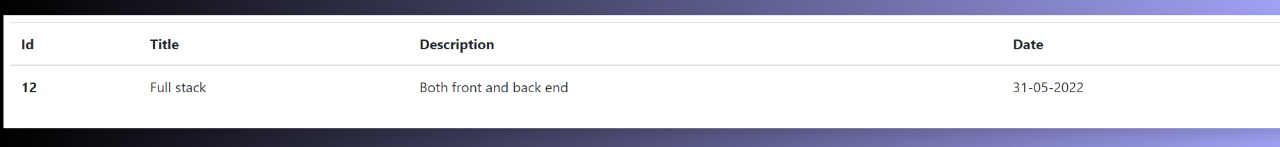 Id Title Description Date
12 Full stack Both front and back end 31-05-2022